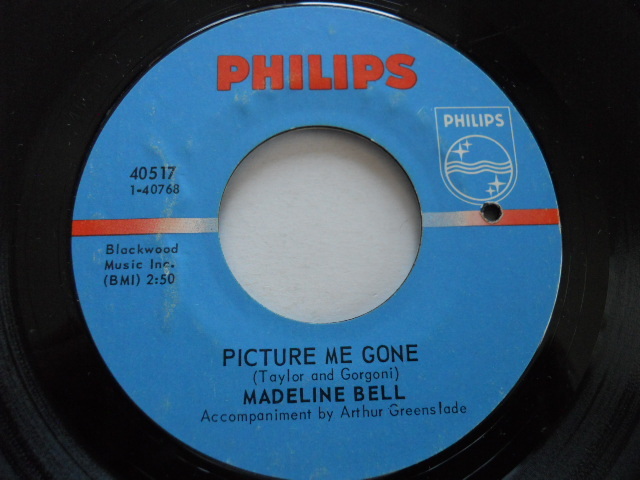 PHILIPS
PHILIPS
40517
1-40768
Blackwood
Music Inc.
(BMI) 2:50
PICTURE ME GONE
(Taylor and Gorgoni)
MADELINE BELL
Accompaniment by Arthur Greenslade